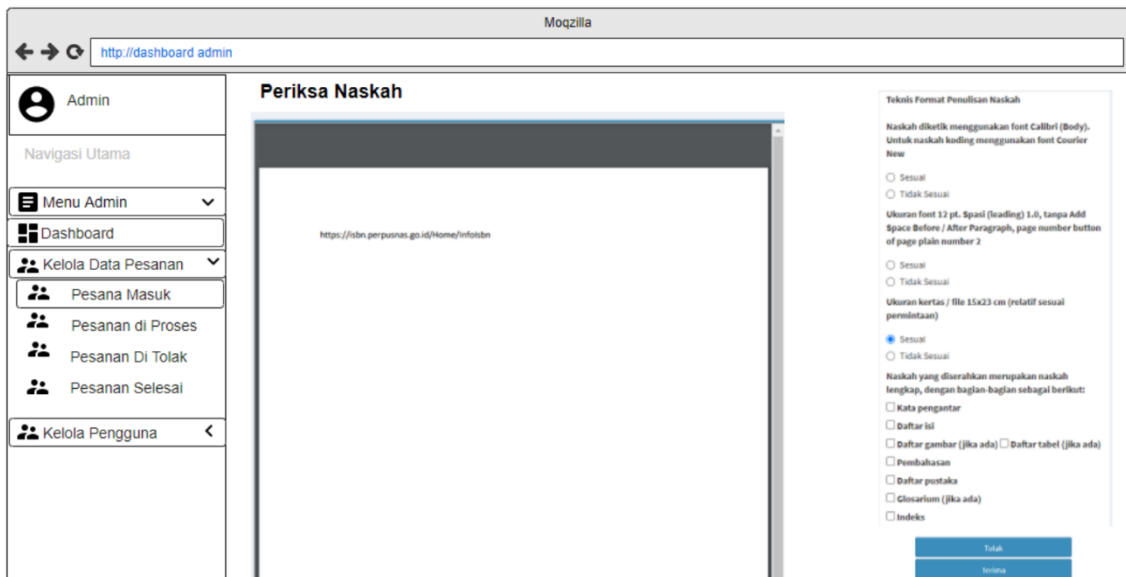 Moqzilla
http://dashboard admin
Admin
Navigasi Utama
Menu Admin
Dashboard
Kelola Data Pesanan
Pesana Masuk
Pesanan di Proses
Pesanan Di Tolak
Pesanan Selesai
Kelola Pengguna
Periksa Naskah
https://isbn.perpusnas.go.id/Home/InfoIsbn
Teknis Format Penulisan Naskah
Naskah diketik menggunakan font Calibri (Body).
Untuk naskah koding menggunakan font Courier
New
Sesuai
Tidak Sesuai
Ukuran font 12 pt. Spasi (leading) 1.0, tanpa Add
Space Before / After Paragraph, page number button
of page plain number 2
Sesuai
Tidak Sesuai
Ukuran kertas / file 15x23 cm (relatif sesuai
permintaan)
Sesuai
Tidak Sesuai
Naskah yang diserahkan merupakan naskah
lengkap, dengan bagian-bagian sebagai berikut:
Kata pengantar
Daftar isi
Daftar gambar (jika ada) Daftar tabel (jika ada)
Pembahasan
Daftar pustaka
Glosarium (jika ada)
Indeks
Tolak
Terima